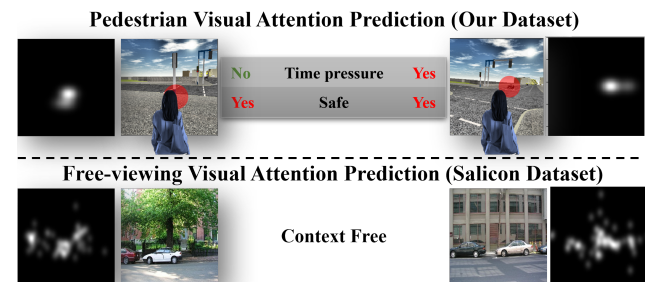 Pedestrian Visual Attention Prediction (Our Dataset)
No Time pressure Yes
Yes Safe Yes
Free-viewing Visual Attention Prediction (Salicon Dataset)
Context Free